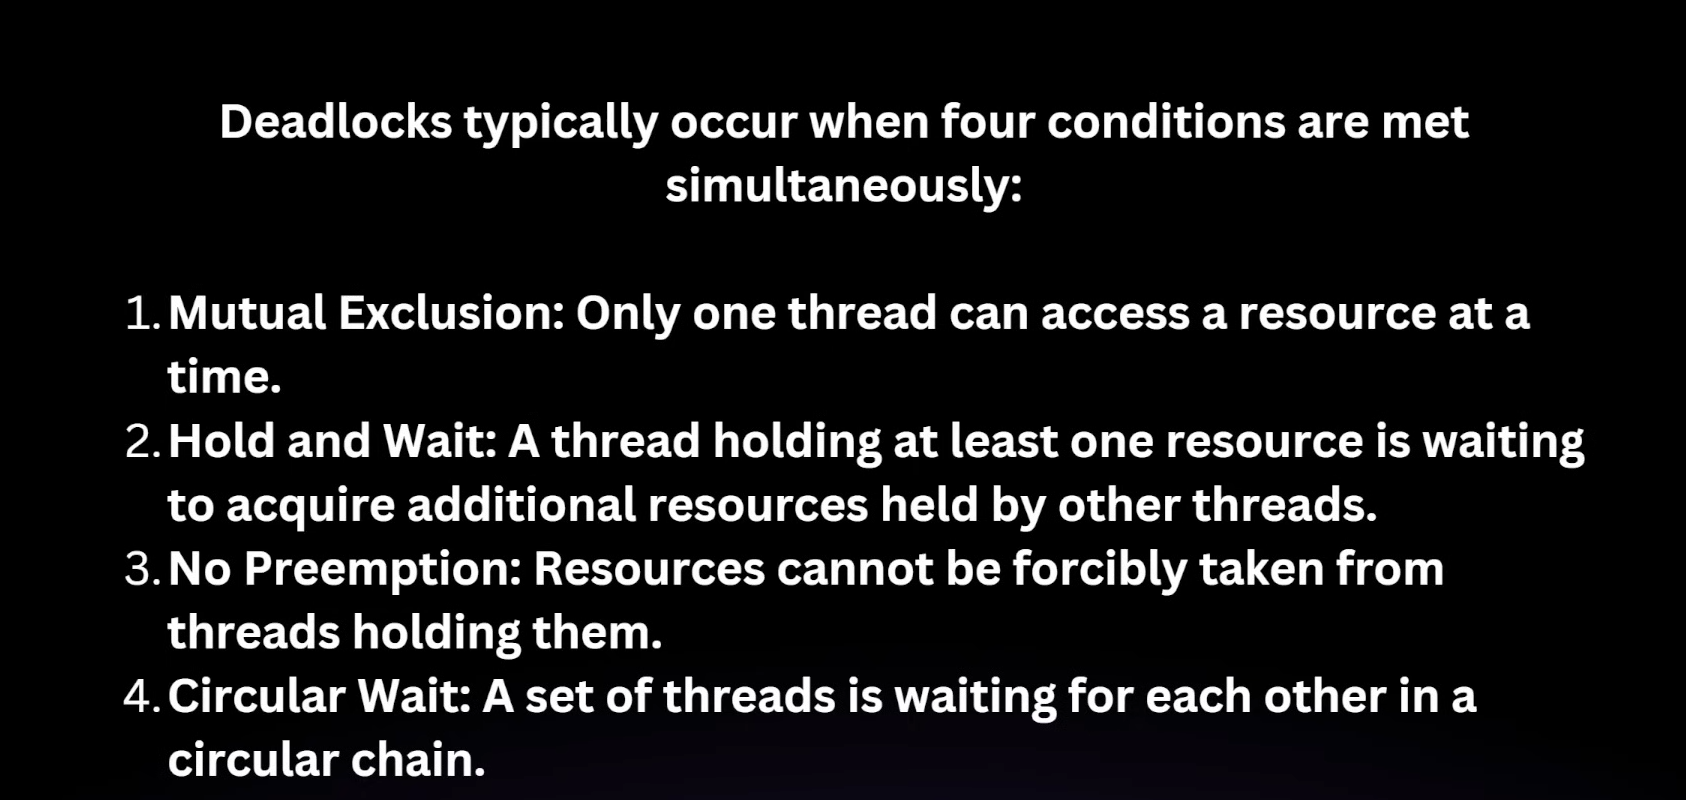 Deadlocks typically occur when four conditions are met
simultaneously:
1. Mutual Exclusion: Only one thread can access a resource at a
time.
2. Hold and Wait: A thread holding at least one resource is waiting
to acquire additional resources held by other threads.
3. No Preemption: Resources cannot be forcibly taken from
threads holding them.
4. Circular Wait: A set of threads is waiting for each other in a
circular chain.